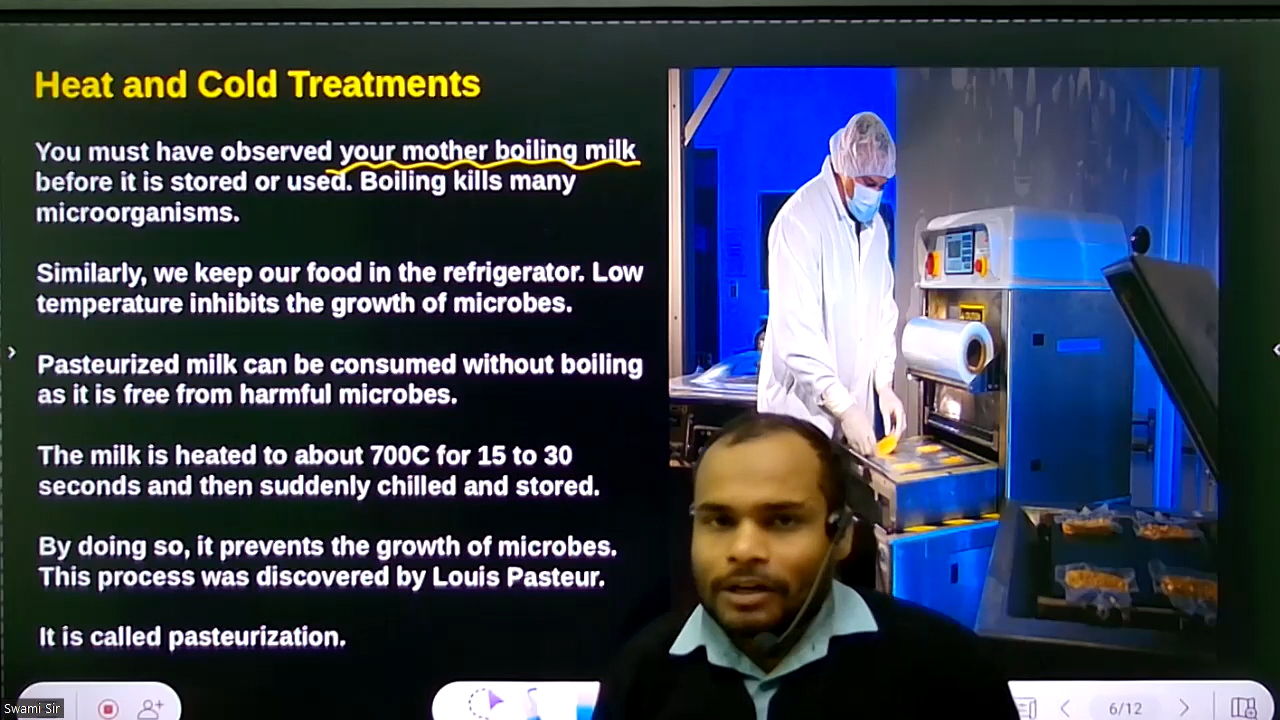 Heat and Cold Treatments
You must have observed your mother boiling milk
before it is stored or used. Boiling kills many
microorganisms.
Similarly, we keep our food in the refrigerator. Low
temperature inhibits the growth of microbes.
Pasteurized milk can be consumed without boiling
as it is free from harmful microbes.
The milk is heated to about 700C for 15 to 30
seconds and then suddenly chilled and stored.
By doing so, it prevents the growth of microbes.
This process was discovered by Louis Pasteur.
It is called pasteurization.
Swami Sir
6/12